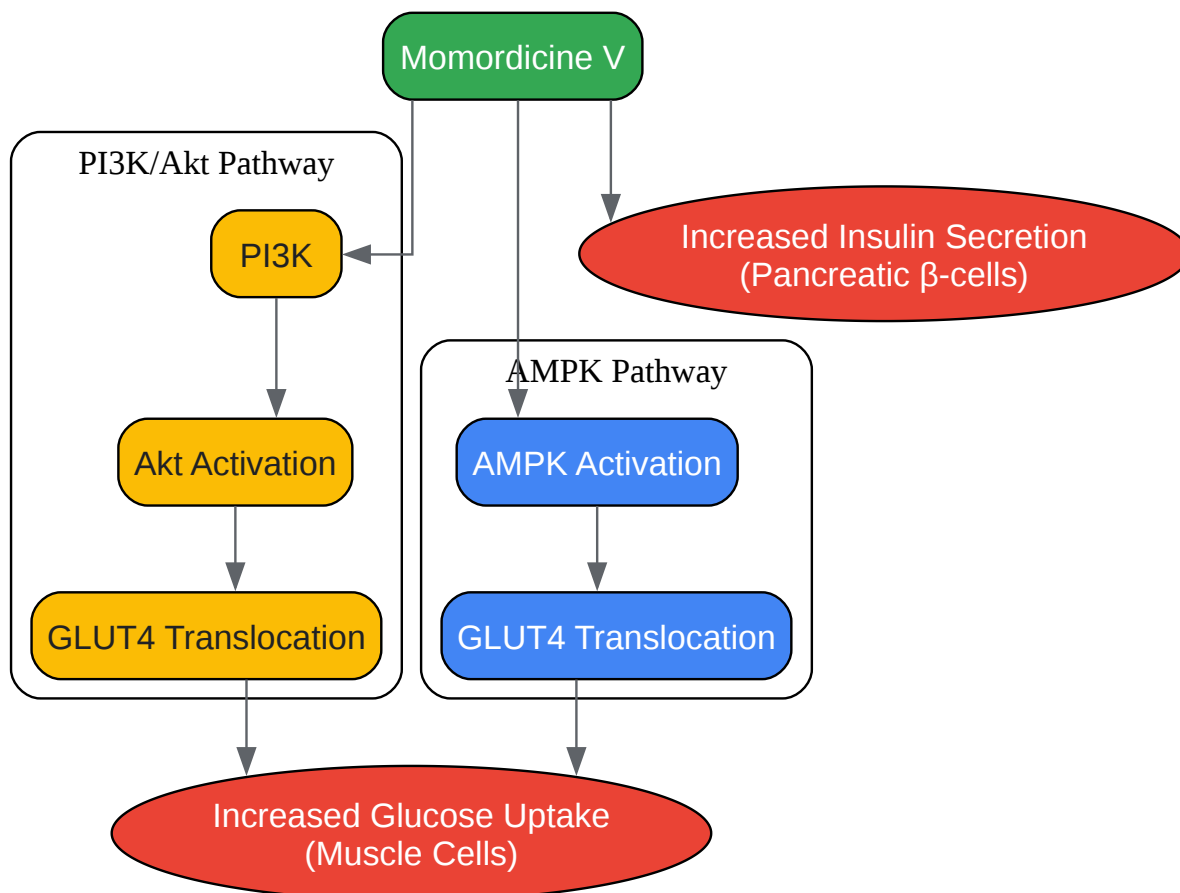 Momordicine V
PI3K/Akt Pathway
PI3K
Increased Insulin Secretion
(Pancreatic β-cells)
AMPK Pathway
Akt Activation
AMPK Activation
GLUT4 Translocation
GLUT4 Translocation
Increased Glucose Uptake
(Muscle Cells)